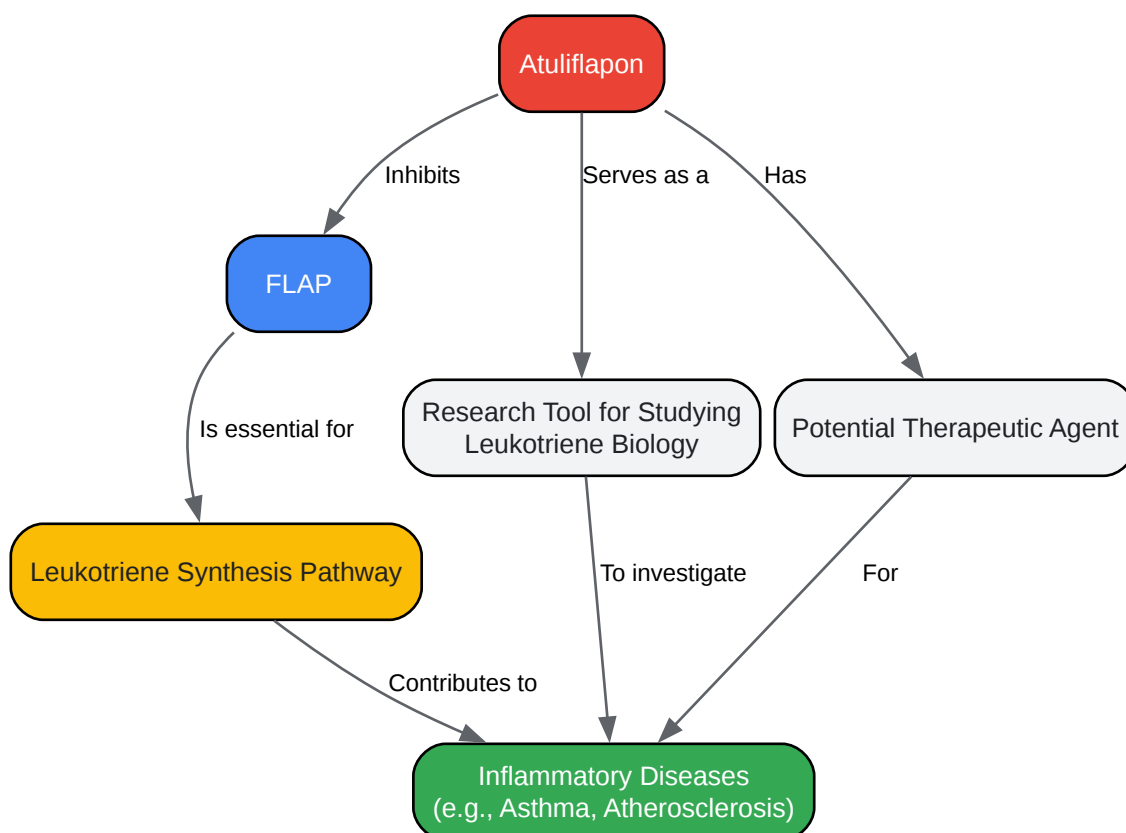 Atuliflapon
Inhibits
Serves as a
Has
FLAP
Research Tool for Studying
Leukotriene Biology
Potential Therapeutic Agent
Is essential for
Leukotriene Synthesis Pathway
To investigate
For
Contributes to
Inflammatory Diseases
(e.g., Asthma, Atherosclerosis)